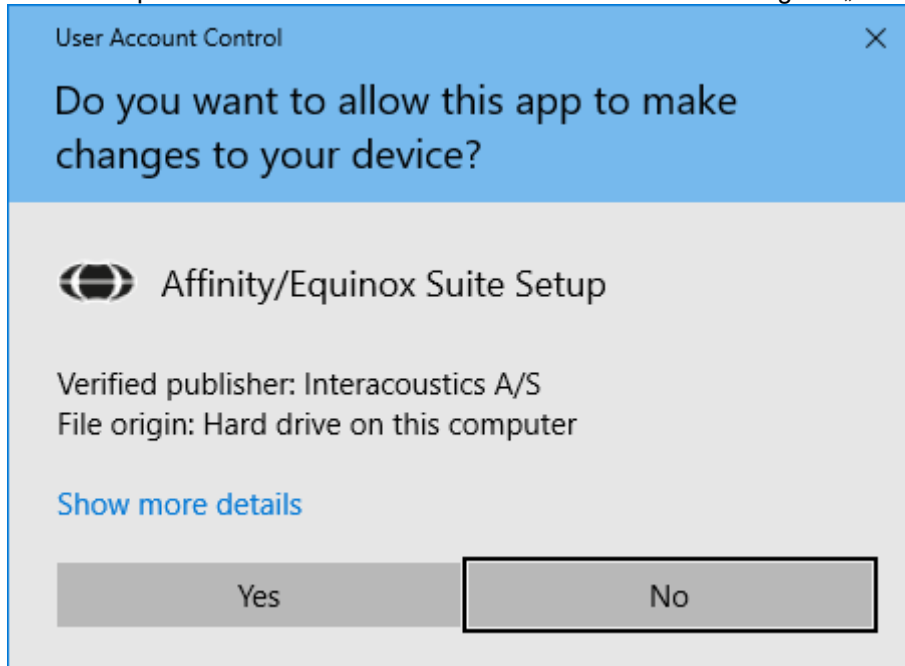 User Account Control
Do you want to allow this app to make
changes to your device?
Affinity/Equinox Suite Setup
Verified publisher: Interacoustics A/S
File origin: Hard drive on this computer
Show more details
Yes
No